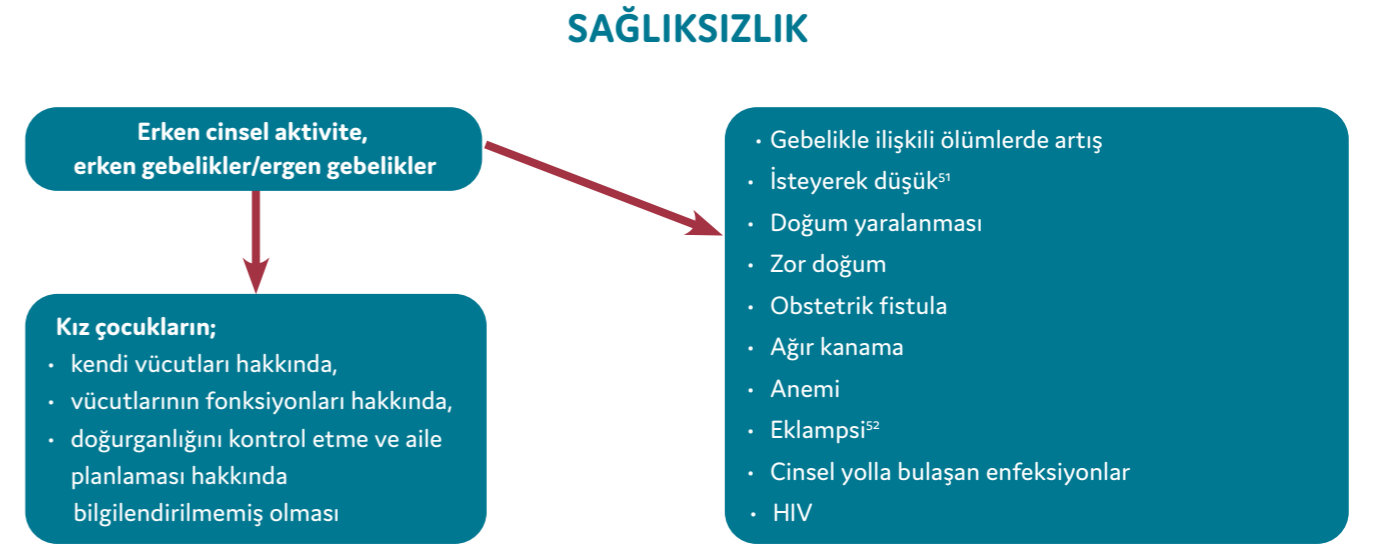 SAĞLIKSIZLIK
Erken cinsel aktivite,
erken gebelikler/ergen gebelikler
Kız çocukların;
• kendi vücutları hakkında,
• vücutlarının fonksiyonları hakkında,
• doğurganlığını kontrol etme ve aile
planlaması hakkında
bilgilendirilmemiş olması
• Gebelikle ilişkili ölümlerde artış
• İsteyerek düşük⁵¹
• Doğum yaralanması
• Zor doğum
• Obstetrik fistula
• Ağır kanama
• Anemi
• Eklampsi⁵²
• Cinsel yolla bulaşan enfeksiyonlar
• HIV